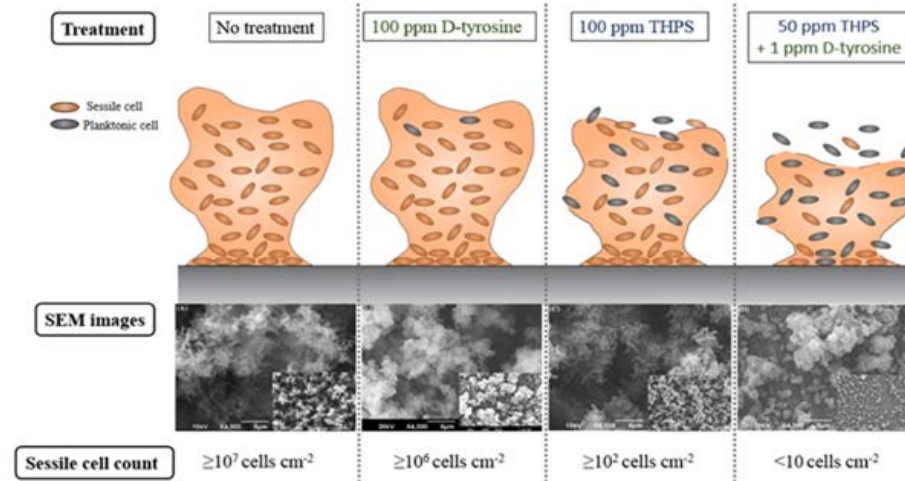 Treatment
No treatment
100 ppm D-tyrosine
100 ppm THPS
50 ppm THPS
+ 1 ppm D-tyrosine
Sessile cell
Planktonic cell
SEM images
Sessile cell count
≥10⁷ cells cm⁻²
≥10⁶ cells cm⁻²
≥10² cells cm⁻²
<10 cells cm⁻²